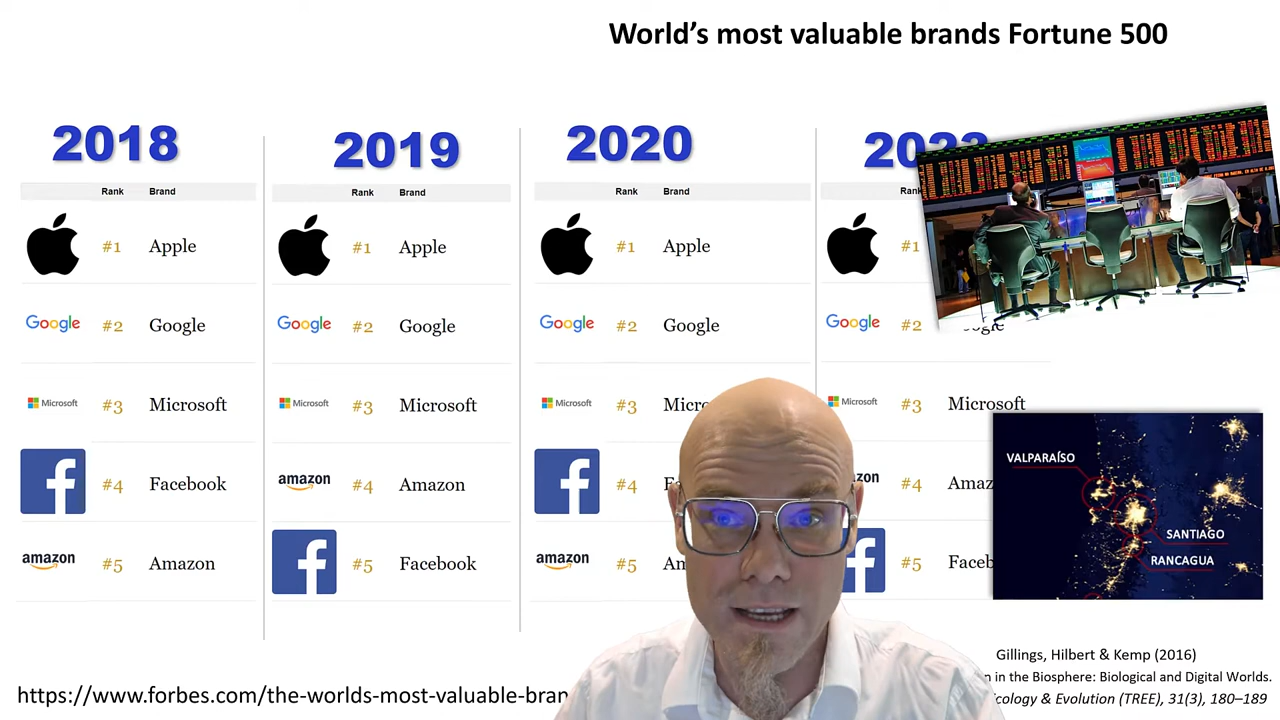 World's most valuable brands Fortune 500
2018
Rank Brand
#1 Apple
Google #2 Google
Microsoft #3 Microsoft
#4 Facebook
amazon #5 Amazon
2019
Rank Brand
#1 Apple
Google #2 Google
Microsoft #3 Microsoft
amazon #4 Amazon
#5 Facebook
2020
Rank Brand
#1 Apple
Google #2 Google
Microsoft #3
#4
amazon #5
#1
Google #2
Microsoft #3 Microsoft
#4
#5
VALPARAÍSO
SANTIAGO
RANCAGUA
Gillings, Hilbert & Kemp (2016)
in the Biosphere: Biological and Digital Worlds.
Ecology & Evolution (TREE), 31(3), 180–189
https://www.forbes.com/the-worlds-most-valuable-bran